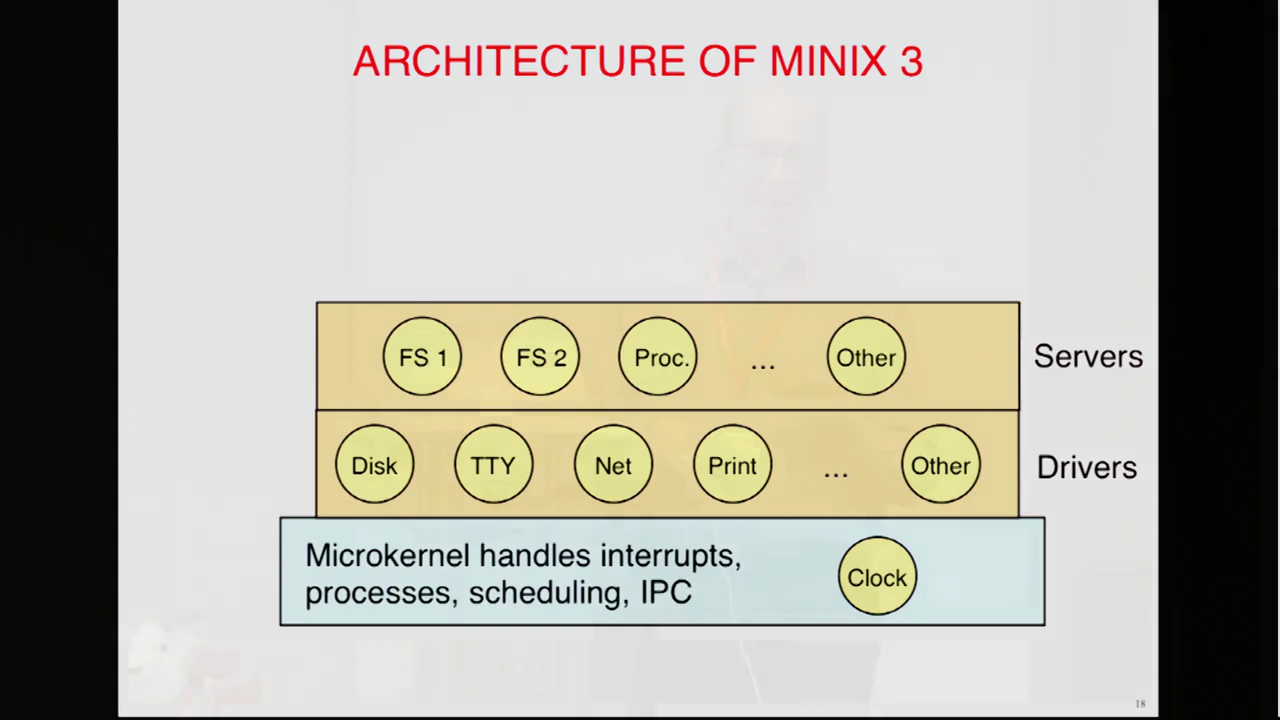 ARCHITECTURE OF MINIX 3
FS 1
FS 2
Proc.
...
Other
Servers
Disk
TTY
Net
Print
...
Other
Drivers
Microkernel handles interrupts,
processes, scheduling, IPC
Clock
18